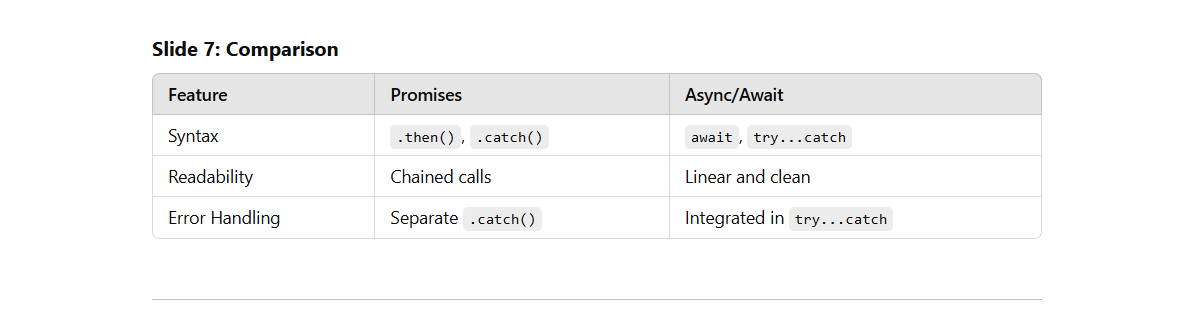 Slide 7: Comparison
Feature Promises Async/Await
Syntax .then(), .catch() await, try...catch
Readability Chained calls Linear and clean
Error Handling Separate .catch() Integrated in try...catch